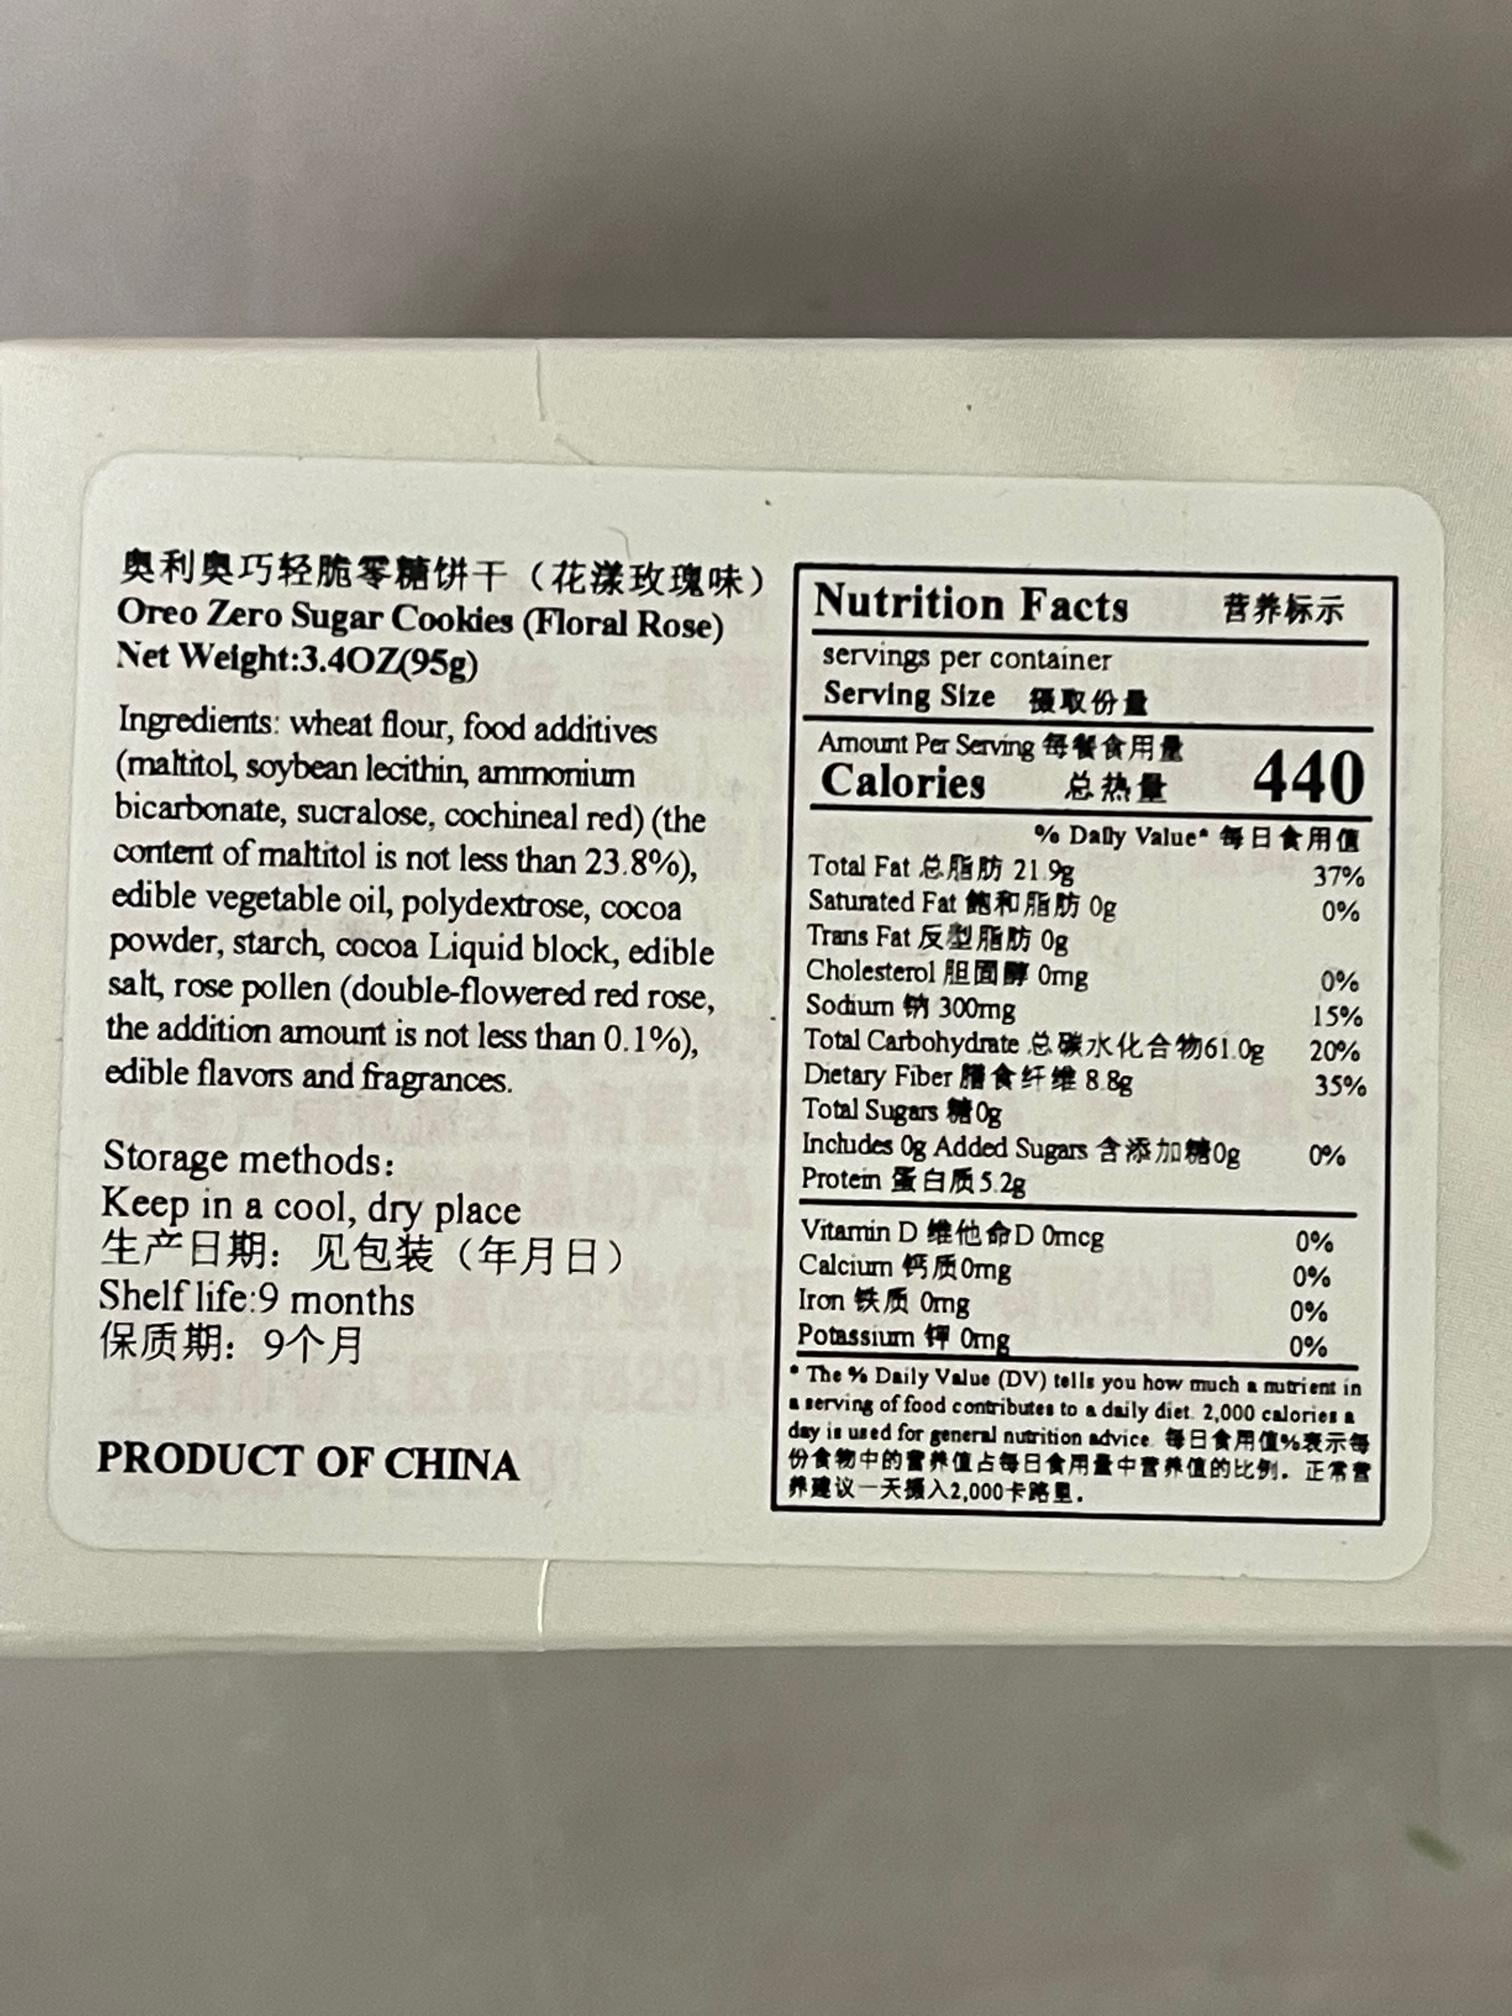 奥利奥巧轻脆零糖饼干（花漾玫瑰味）
Oreo Zero Sugar Cookies (Floral Rose)
Net Weight:3.4OZ(95g)
Ingredients: wheat flour, food additives
(maltitol, soybean lecithin, ammonium
bicarbonate, sucralose, cochineal red) (the
content of maltitol is not less than 23.8%),
edible vegetable oil, polydextrose, cocoa
powder, starch, cocoa Liquid block, edible
salt, rose pollen (double-flowered red rose,
the addition amount is not less than 0.1%),
edible flavors and fragrances.
Storage methods:
Keep in a cool, dry place
生产日期：见包装（年月日）
Shelf life:9 months
保质期：9个月
PRODUCT OF CHINA
Nutrition Facts 营养标示
servings per container
Serving Size 摄取份量
Amount Per Serving 每餐食用量
Calories 总热量 440
% Daily Value* 每日食用值
Total Fat 总脂肪 21.9g 37%
Saturated Fat 饱和脂肪 0g 0%
Trans Fat 反型脂肪 0g
Cholesterol 胆固醇 0mg 0%
Sodium 钠 300mg 15%
Total Carbohydrate 总碳水化合物61.0g 20%
Dietary Fiber 膳食纤维 8.8g 35%
Total Sugars 糖0g
Includes 0g Added Sugars 含添加糖0g 0%
Protein 蛋白质 5.2g
Vitamin D 维他命D 0mcg 0%
Calcium 钙质0mg 0%
Iron 铁质 0mg 0%
Potassium 钾 0mg 0%
* The % Daily Value (DV) tells you how much a nutrient in
a serving of food contributes to a daily diet. 2,000 calories a
day is used for general nutrition advice. 每日食用值%表示每
份食物中的营养值占每日食用量中营养值的比例。正常营
养建议一天摄入2,000卡路里。